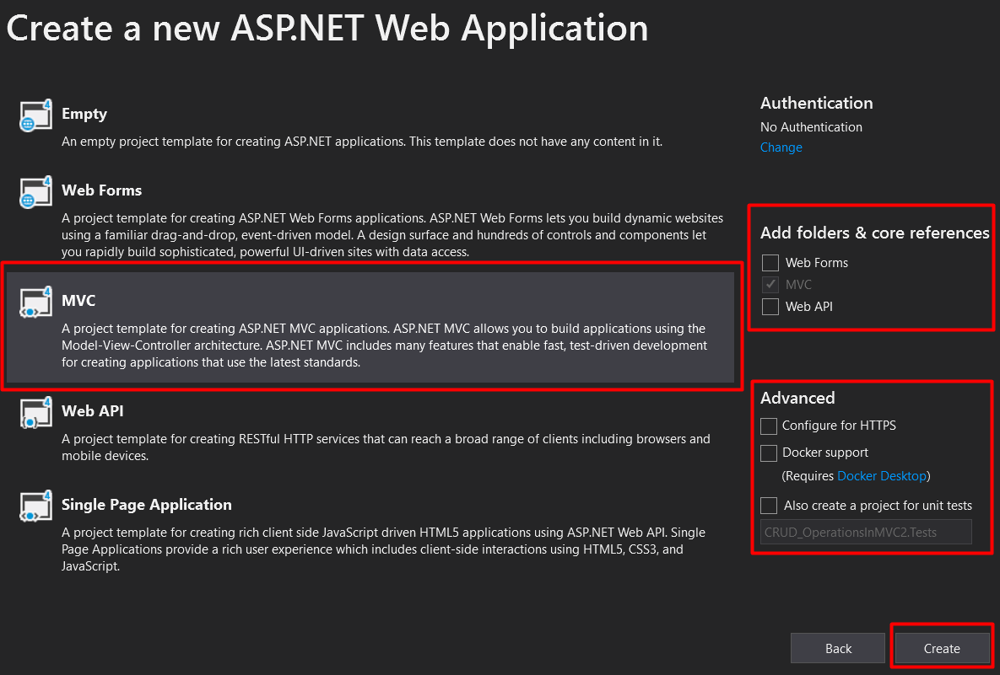 Create a new ASP.NET Web Application
4
Empty
An empty project template for creating ASP.NET applications. This template does not have any content in it.
4
Web Forms
A project template for creating ASP.NET Web Forms applications. ASP.NET Web Forms lets you build dynamic websites
using a familiar drag-and-drop, event-driven model. A design surface and hundreds of controls and components let
you rapidly build sophisticated, powerful UI-driven sites with data access.
4
MVC
A project template for creating ASP.NET MVC applications. ASP.NET MVC allows you to build applications using the
Model-View-Controller architecture. ASP.NET MVC includes many features that enable fast, test-driven development
for creating applications that use the latest standards.
4
Web API
A project template for creating RESTful HTTP services that can reach a broad range of clients including browsers and
mobile devices.
4
Single Page Application
A project template for creating rich client side JavaScript driven HTML5 applications using ASP.NET Web API. Single
Page Applications provide a rich user experience which includes client-side interactions using HTML5, CSS3, and
JavaScript.
Authentication
No Authentication
Change
Add folders & core references
Web Forms
MVC
Web API
Advanced
Configure for HTTPS
Docker support
(Requires Docker Desktop)
Also create a project for unit tests
CRUD_OperationsInMVC2.Tests
Back
Create